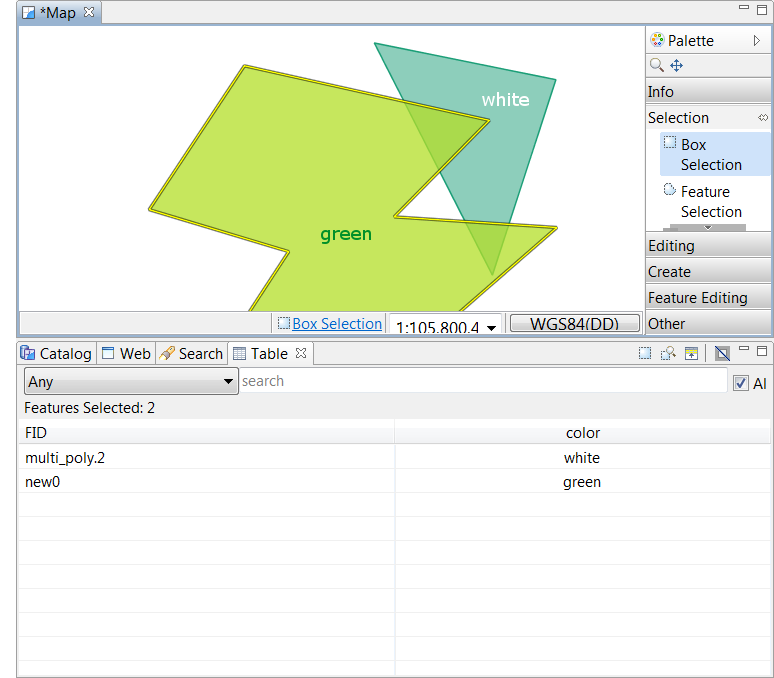 *Map
white
green
Palette
Info
Selection
Box
Selection
Feature
Selection
Editing
Create
Feature Editing
Other
Box Selection
1:105,800,4
WGS84(DD)
Catalog
Web
Search
Table
Any
search
Al
Features Selected: 2
FID color
multi_poly.2 white
new0 green